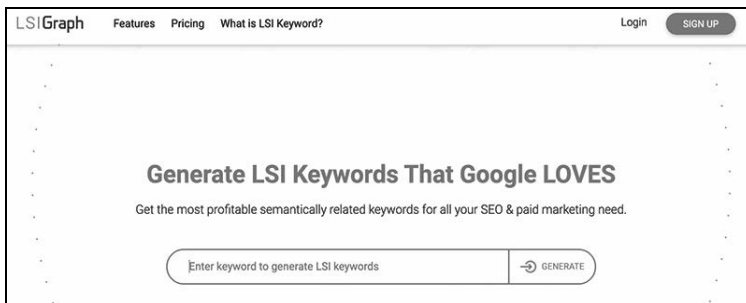 LSIGraph Features Pricing What is LSI Keyword? Login SIGN UP
Generate LSI Keywords That Google LOVES
Get the most profitable semantically related keywords for all your SEO & paid marketing need.
Enter keyword to generate LSI keywords GENERATE